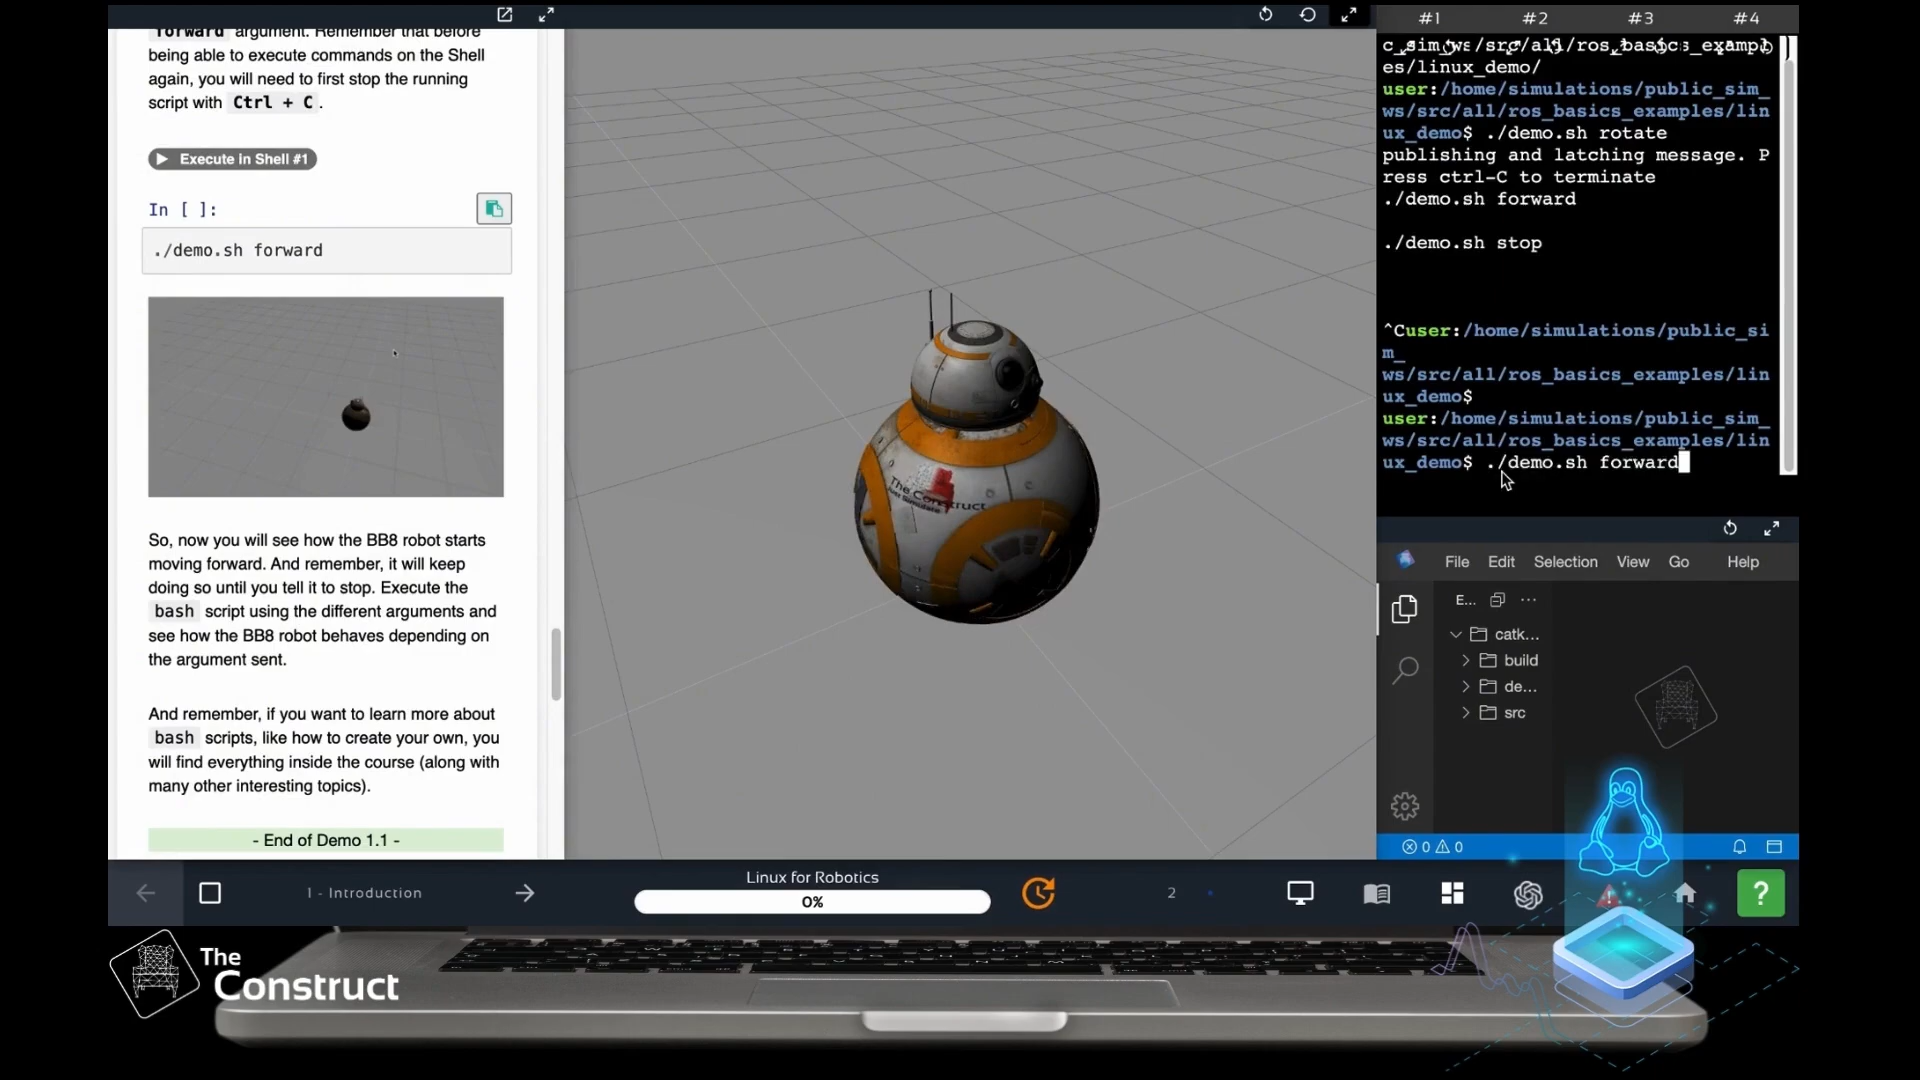 forward argument. Remember that before
being able to execute commands on the Shell
again, you will need to first stop the running
script with Ctrl + C .
Execute in Shell #1
In [ ]:
./demo.sh forward
So, now you will see how the BB8 robot starts
moving forward. And remember, it will keep
doing so until you tell it to stop. Execute the
bash script using the different arguments and
see how the BB8 robot behaves depending on
the argument sent.
And remember, if you want to learn more about
bash scripts, like how to create your own, you
will find everything inside the course (along with
many other interesting topics).
- End of Demo 1.1 -
The Construct
#1 #2 #3 #4
c_sim_ws/src/all/ros_basics_exampl
es/linux_demo/
user:/home/simulations/public_sim_
ws/src/all/ros_basics_examples/lin
ux_demo$ ./demo.sh rotate
publishing and latching message. P
ress ctrl-C to terminate
./demo.sh forward
./demo.sh stop
^Cuser:/home/simulations/public_si
m_
ws/src/all/ros_basics_examples/lin
ux_demo$
user:/home/simulations/public_sim_
ws/src/all/ros_basics_examples/lin
ux_demo$ ./demo.sh forward
File Edit Selection View Go Help
E... ...
catk...
build
de...
src
0 0
1 - Introduction
Linux for Robotics
0%
2
?
The
Construct